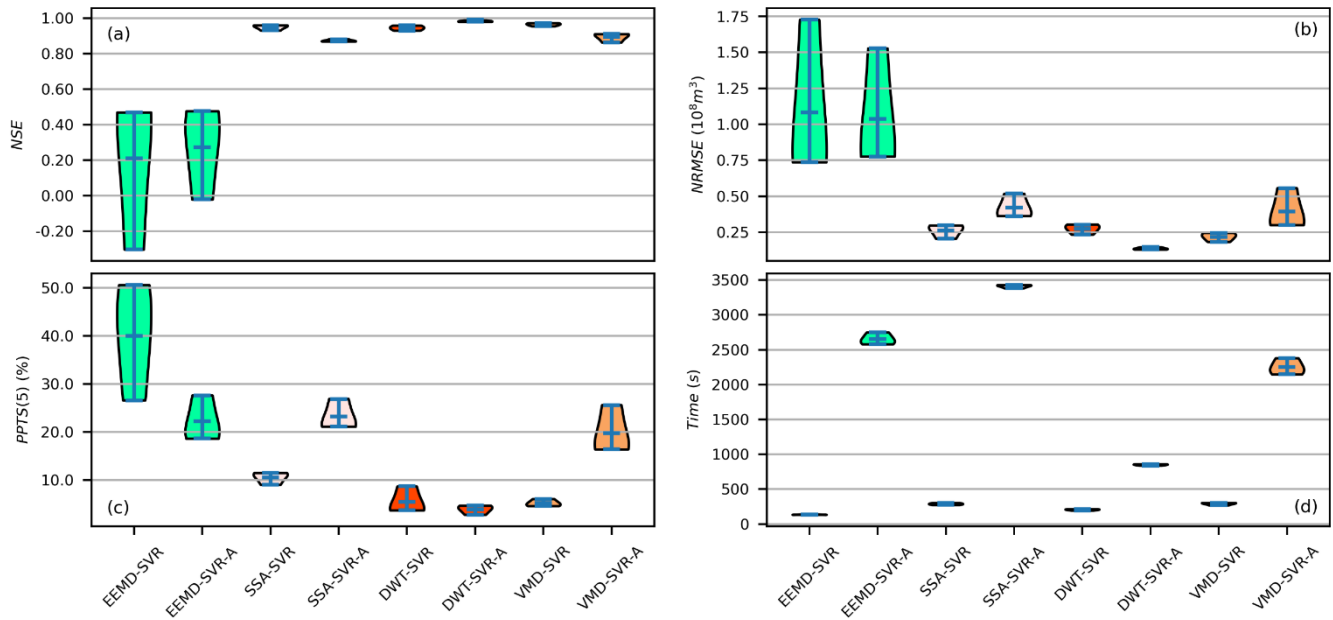 1.00
0.80
0.60
0.40
0.20
0.00
-0.20
NSE
(a)
1.75
1.50
1.25
1.00
0.75
0.50
0.25
NRMSE (10⁸m³)
(b)
50.0
40.0
30.0
20.0
10.0
PPTS(5) (%)
(c)
EEMD-SVR
EEMD-SVR-A
SSA-SVR
SSA-SVR-A
DWT-SVR
DWT-SVR-A
VMD-SVR
VMD-SVR-A
3500
3000
2500
2000
1500
1000
500
0
Time (s)
(d)
EEMD-SVR
EEMD-SVR-A
SSA-SVR
SSA-SVR-A
DWT-SVR
DWT-SVR-A
VMD-SVR
VMD-SVR-A